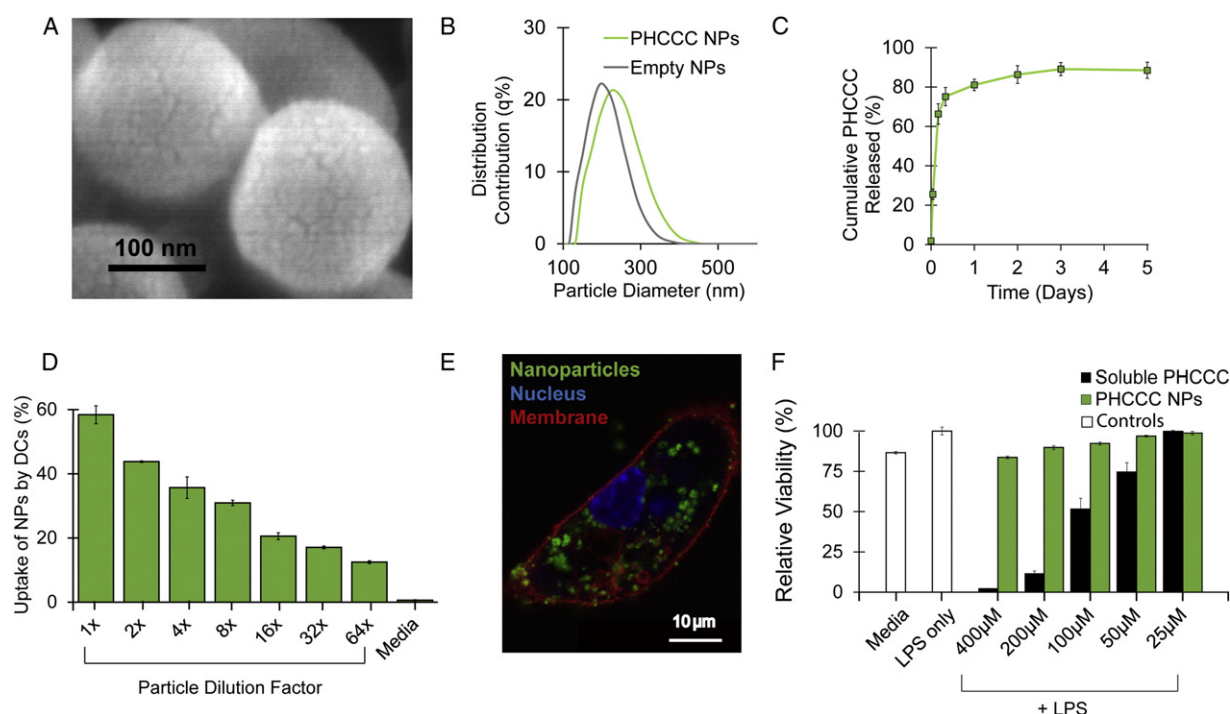 A
100 nm
B
Distribution
Contribution (q%)
30
20
10
0
PHCCC NPs
Empty NPs
100
300
500
Particle Diameter (nm)
C
Cumulative PHCCC
Released (%)
100
80
60
40
20
0
0
1
2
3
4
5
Time (Days)
D
Uptake of NPs by DCs (%)
60
40
20
0
1x
2x
4x
8x
16x
32x
64x
Media
Particle Dilution Factor
E
Nanoparticles
Nucleus
Membrane
10µm
F
Soluble PHCCC
PHCCC NPs
Controls
Relative Viability (%)
100
75
50
25
0
Media
LPS only
400µM
200µM
100µM
50µM
25µM
+ LPS